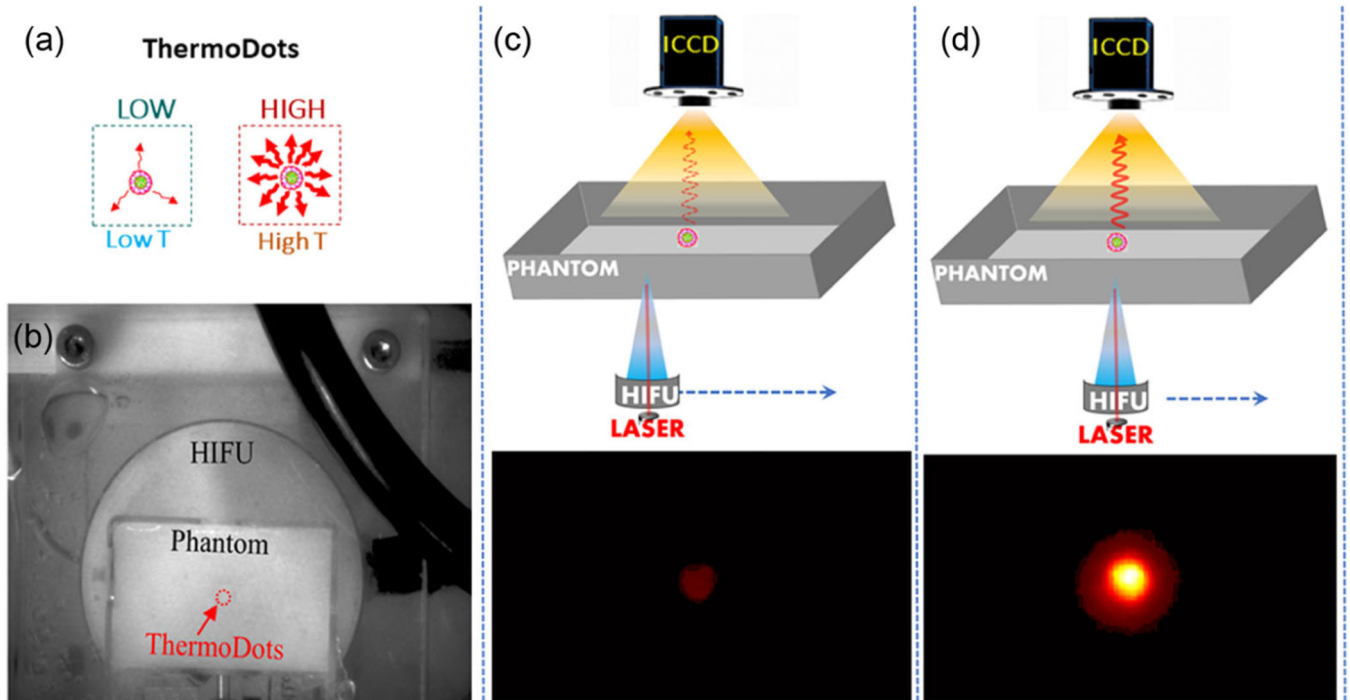 (a)
ThermoDots
LOW
HIGH
Low T
High T
(b)
HIFU
Phantom
ThermoDots
(c)
ICCD
PHANTOM
HIFU
LASER
(d)
ICCD
PHANTOM
HIFU
LASER